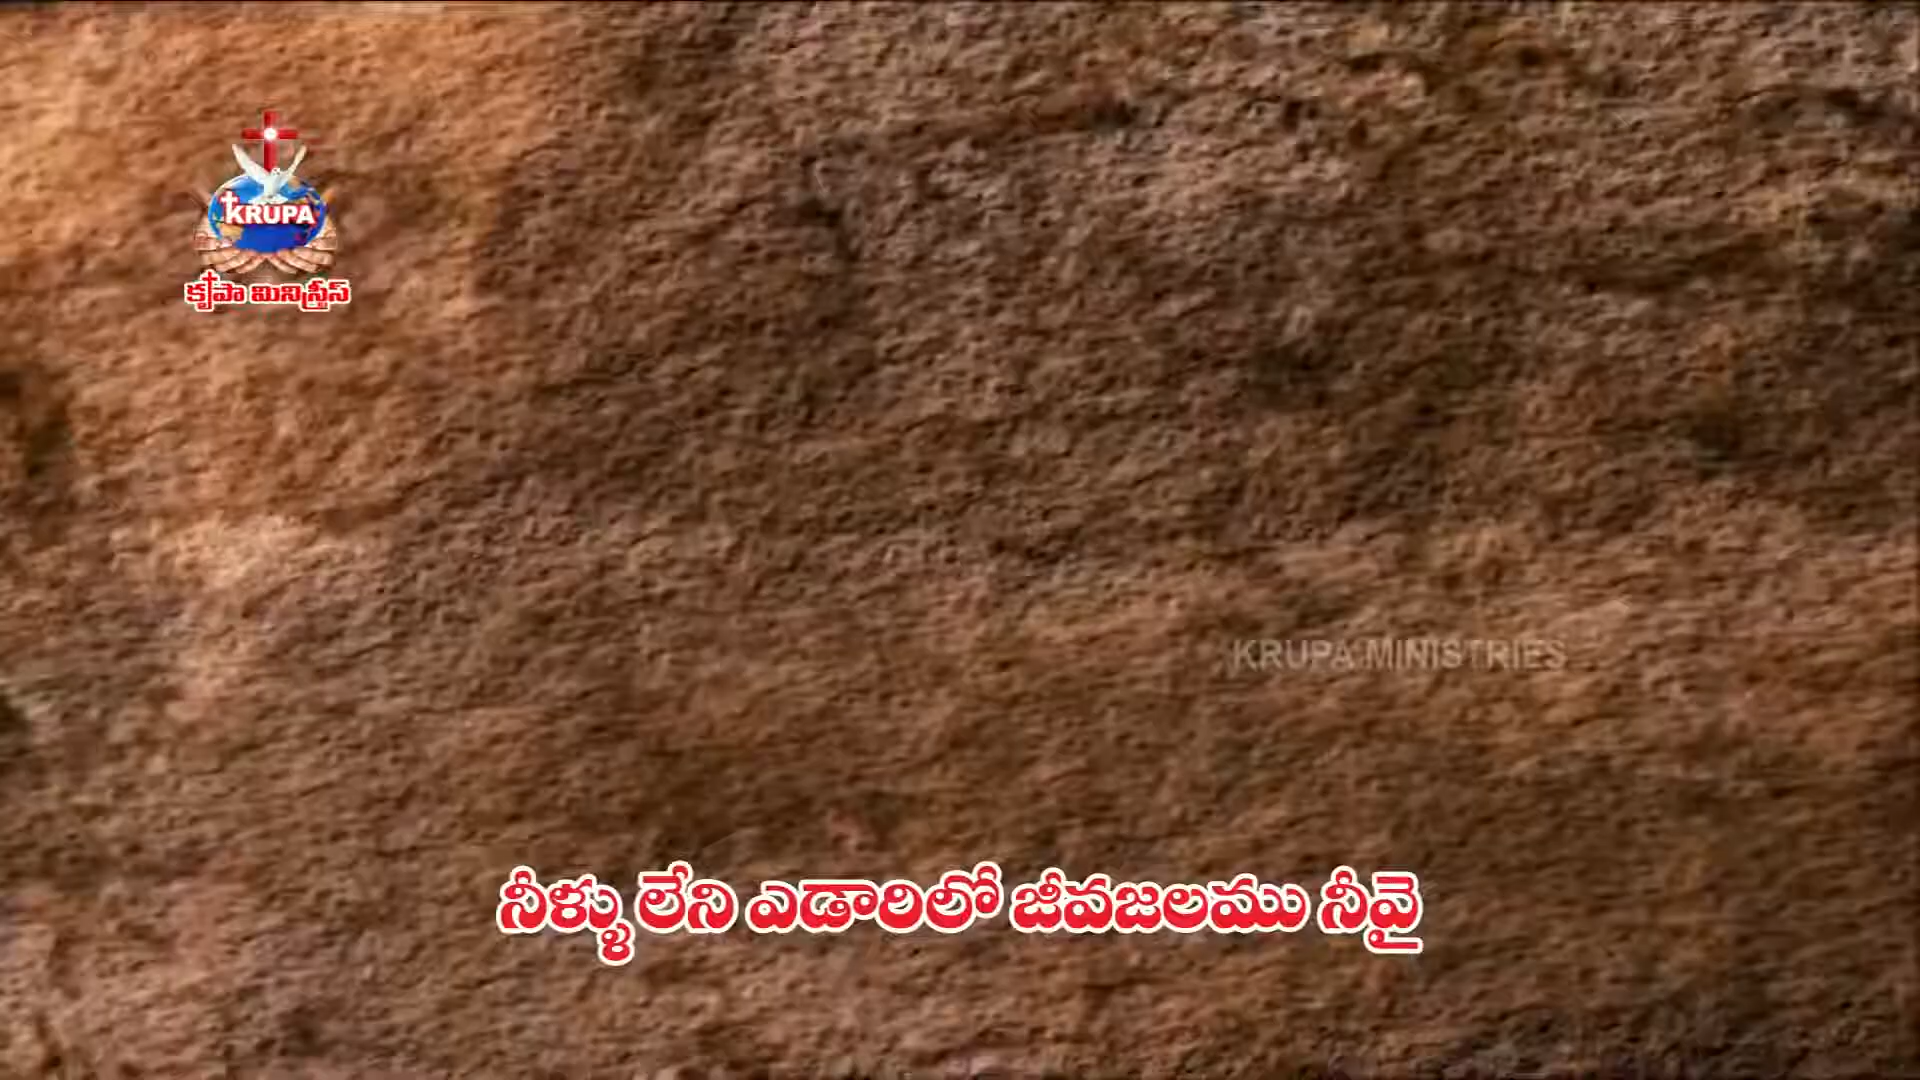 KRUPA
కృపా మినిస్ట్రీస్
KRUPA MINISTRIES
నీళ్ళు లేని ఎడారిలో జీవజలము నీవై